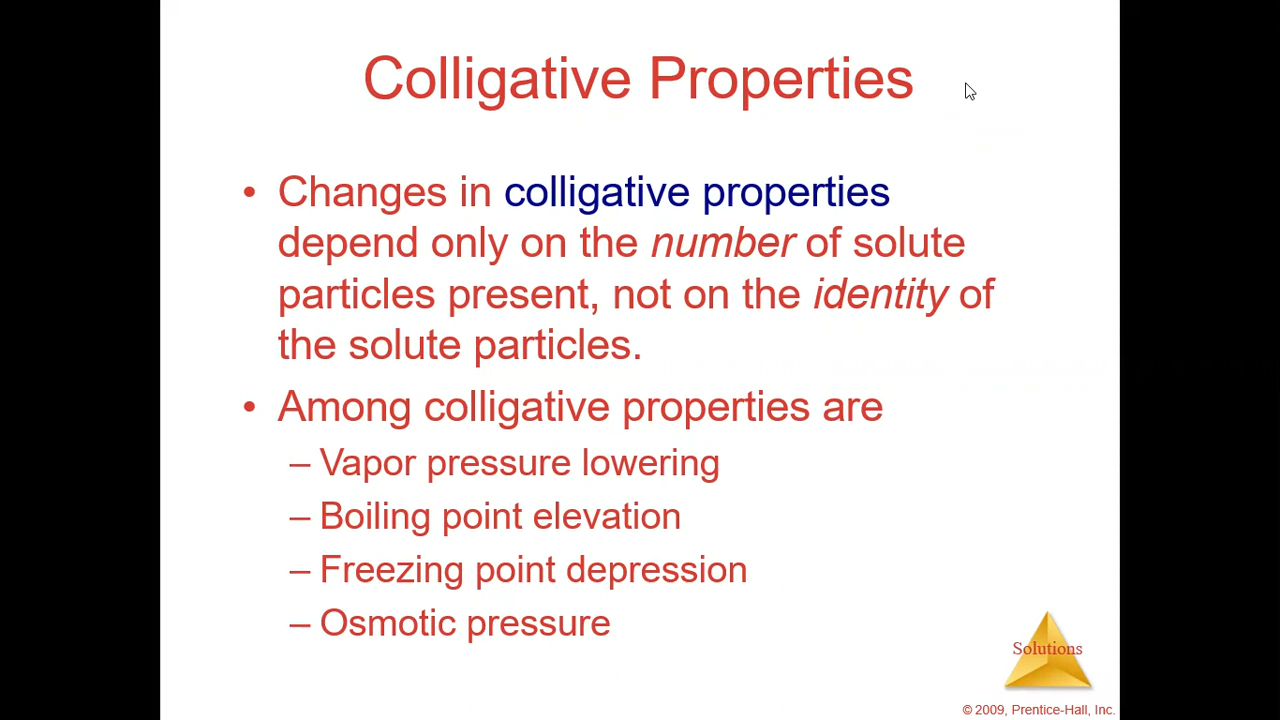 Colligative Properties
• Changes in colligative properties
depend only on the number of solute
particles present, not on the identity of
the solute particles.
• Among colligative properties are
– Vapor pressure lowering
– Boiling point elevation
– Freezing point depression
– Osmotic pressure
Solutions
© 2009, Prentice-Hall, Inc.